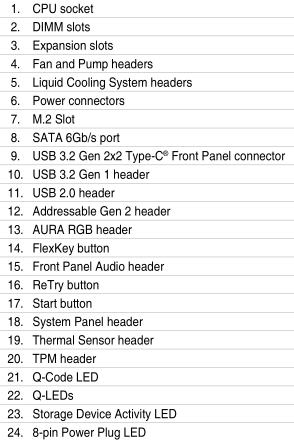 1. CPU socket
2. DIMM slots
3. Expansion slots
4. Fan and Pump headers
5. Liquid Cooling System headers
6. Power connectors
7. M.2 Slot
8. SATA 6Gb/s port
9. USB 3.2 Gen 2x2 Type-C® Front Panel connector
10. USB 3.2 Gen 1 header
11. USB 2.0 header
12. Addressable Gen 2 header
13. AURA RGB header
14. FlexKey button
15. Front Panel Audio header
16. ReTry button
17. Start button
18. System Panel header
19. Thermal Sensor header
20. TPM header
21. Q-Code LED
22. Q-LEDs
23. Storage Device Activity LED
24. 8-pin Power Plug LED